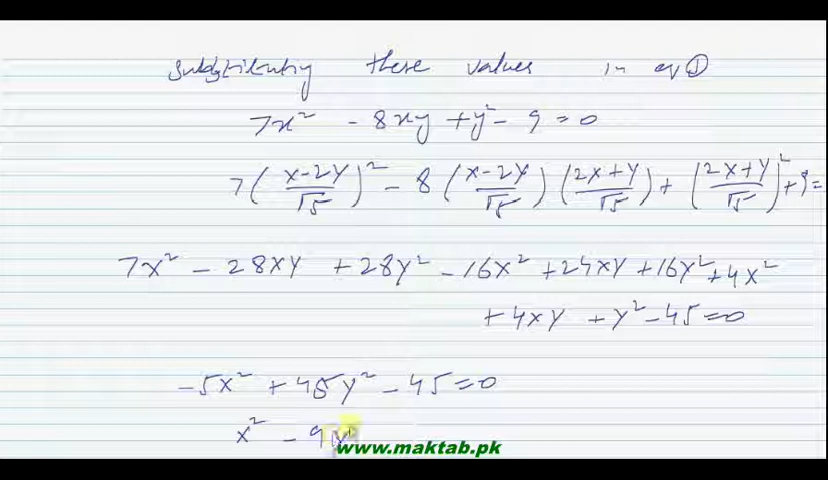 substituting these values in eq ①
7x² - 8xy + y² - 9 = 0
7(X-2Y/√5)² - 8(X-2Y/√5)(2X+Y/√5) + (2X+Y/√5)² + 9 =
7X² - 28XY + 28Y² - 16X² + 24XY + 16Y² + 4X²
+ 4XY + Y² - 45 = 0
-5X² + 45Y² - 45 = 0
X² - 9Y²
www.maktab.pk